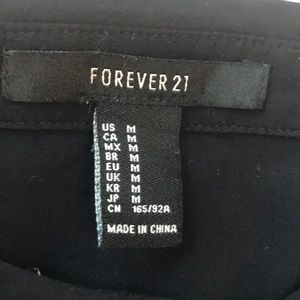 FOREVER 21
US M
CA M
MX M
BR M
EU M
UK M
KR M
JP M
CN 165/92A
MADE IN CHINA